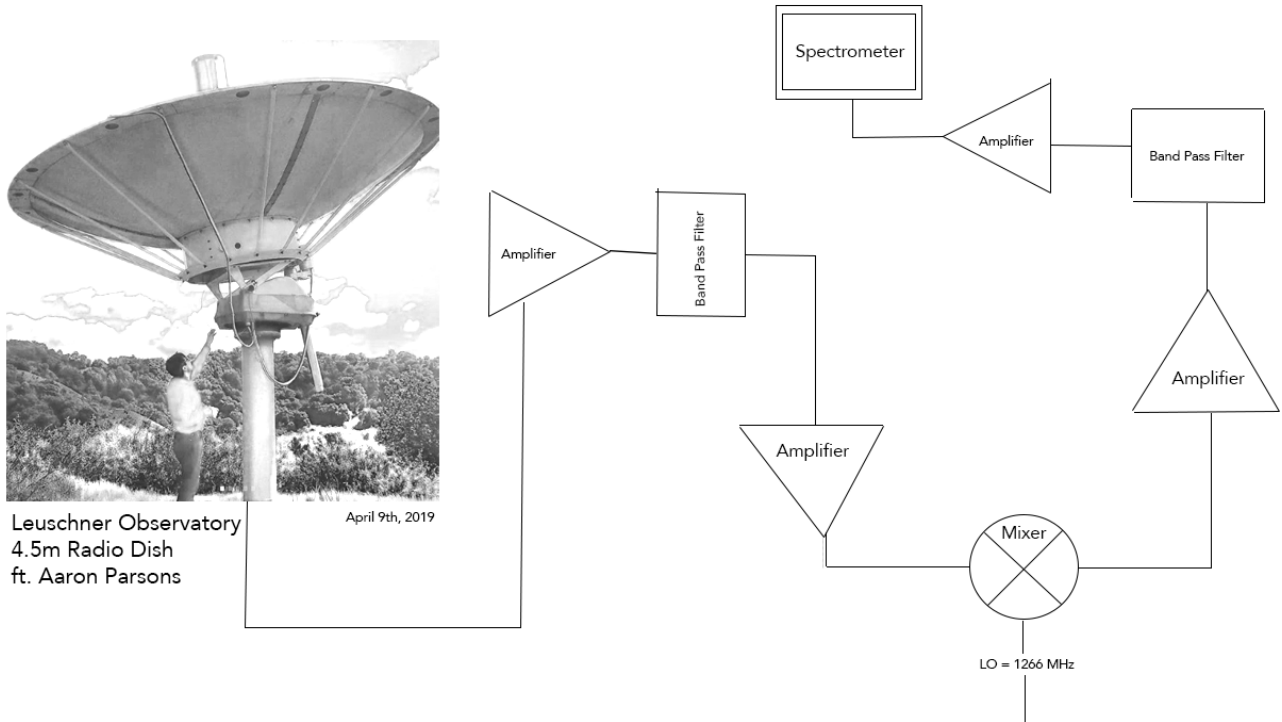 Leuschner Observatory
4.5m Radio Dish
ft. Aaron Parsons
April 9th, 2019
Amplifier
Band Pass Filter
Amplifier
Mixer
LO = 1266 MHz
Amplifier
Band Pass Filter
Amplifier
Spectrometer